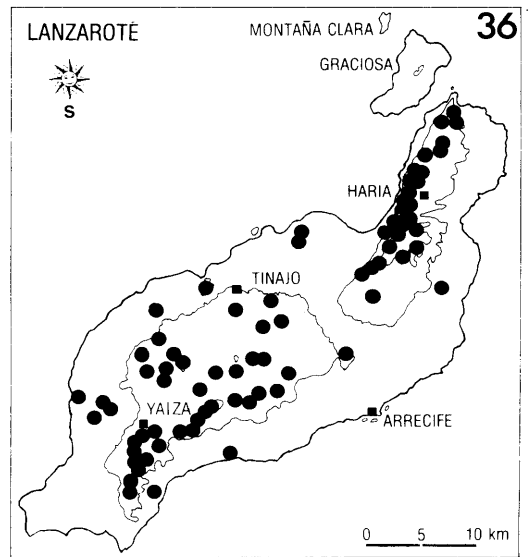 LANZAROTE
MONTAÑA CLARA
36
GRACIOSA
S
HARIA
TINAJO
YAIZA
ARRECIFE
0 5 10 km